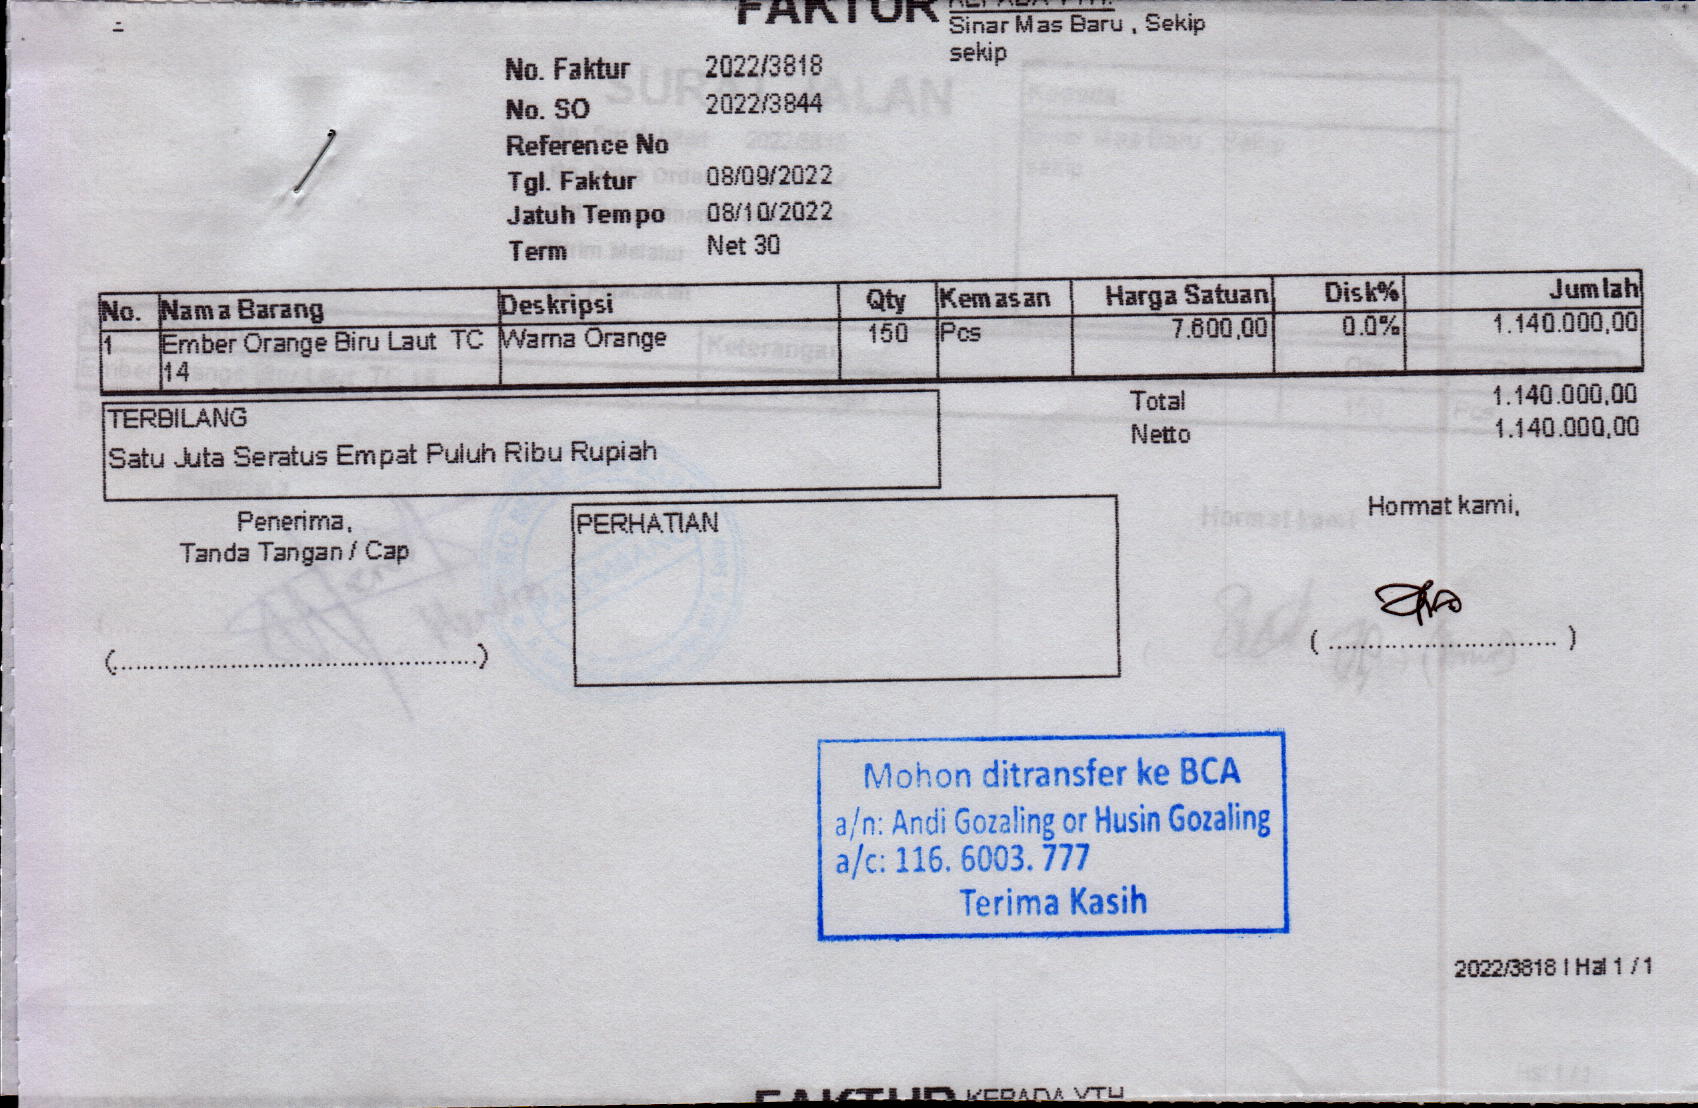 FAKTUR
KEPADA YTH.
Sinar Mas Baru , Sekip
sekip
No. Faktur 2022/3818
No. SO 2022/3844
Reference No
Tgl. Faktur 08/09/2022
Jatuh Tempo 08/10/2022
Term Net 30
No. Nama Barang Deskripsi Qty Kemasan Harga Satuan Disk% Jumlah
1 Ember Orange Biru Laut TC Warna Orange 150 Pcs 7.600,00 0.0% 1.140.000,00
14
Total 1.140.000,00
Netto 1.140.000,00
TERBILANG
Satu Juta Seratus Empat Puluh Ribu Rupiah
Penerima,
Tanda Tangan / Cap
(..............................................)
PERHATIAN
Hormat kami,
( ............................. )
Mohon ditransfer ke BCA
a/n: Andi Gozaling or Husin Gozaling
a/c: 116. 6003. 777
Terima Kasih
2022/3818 | Hal 1 / 1
FAKTUR KEPADA YTH